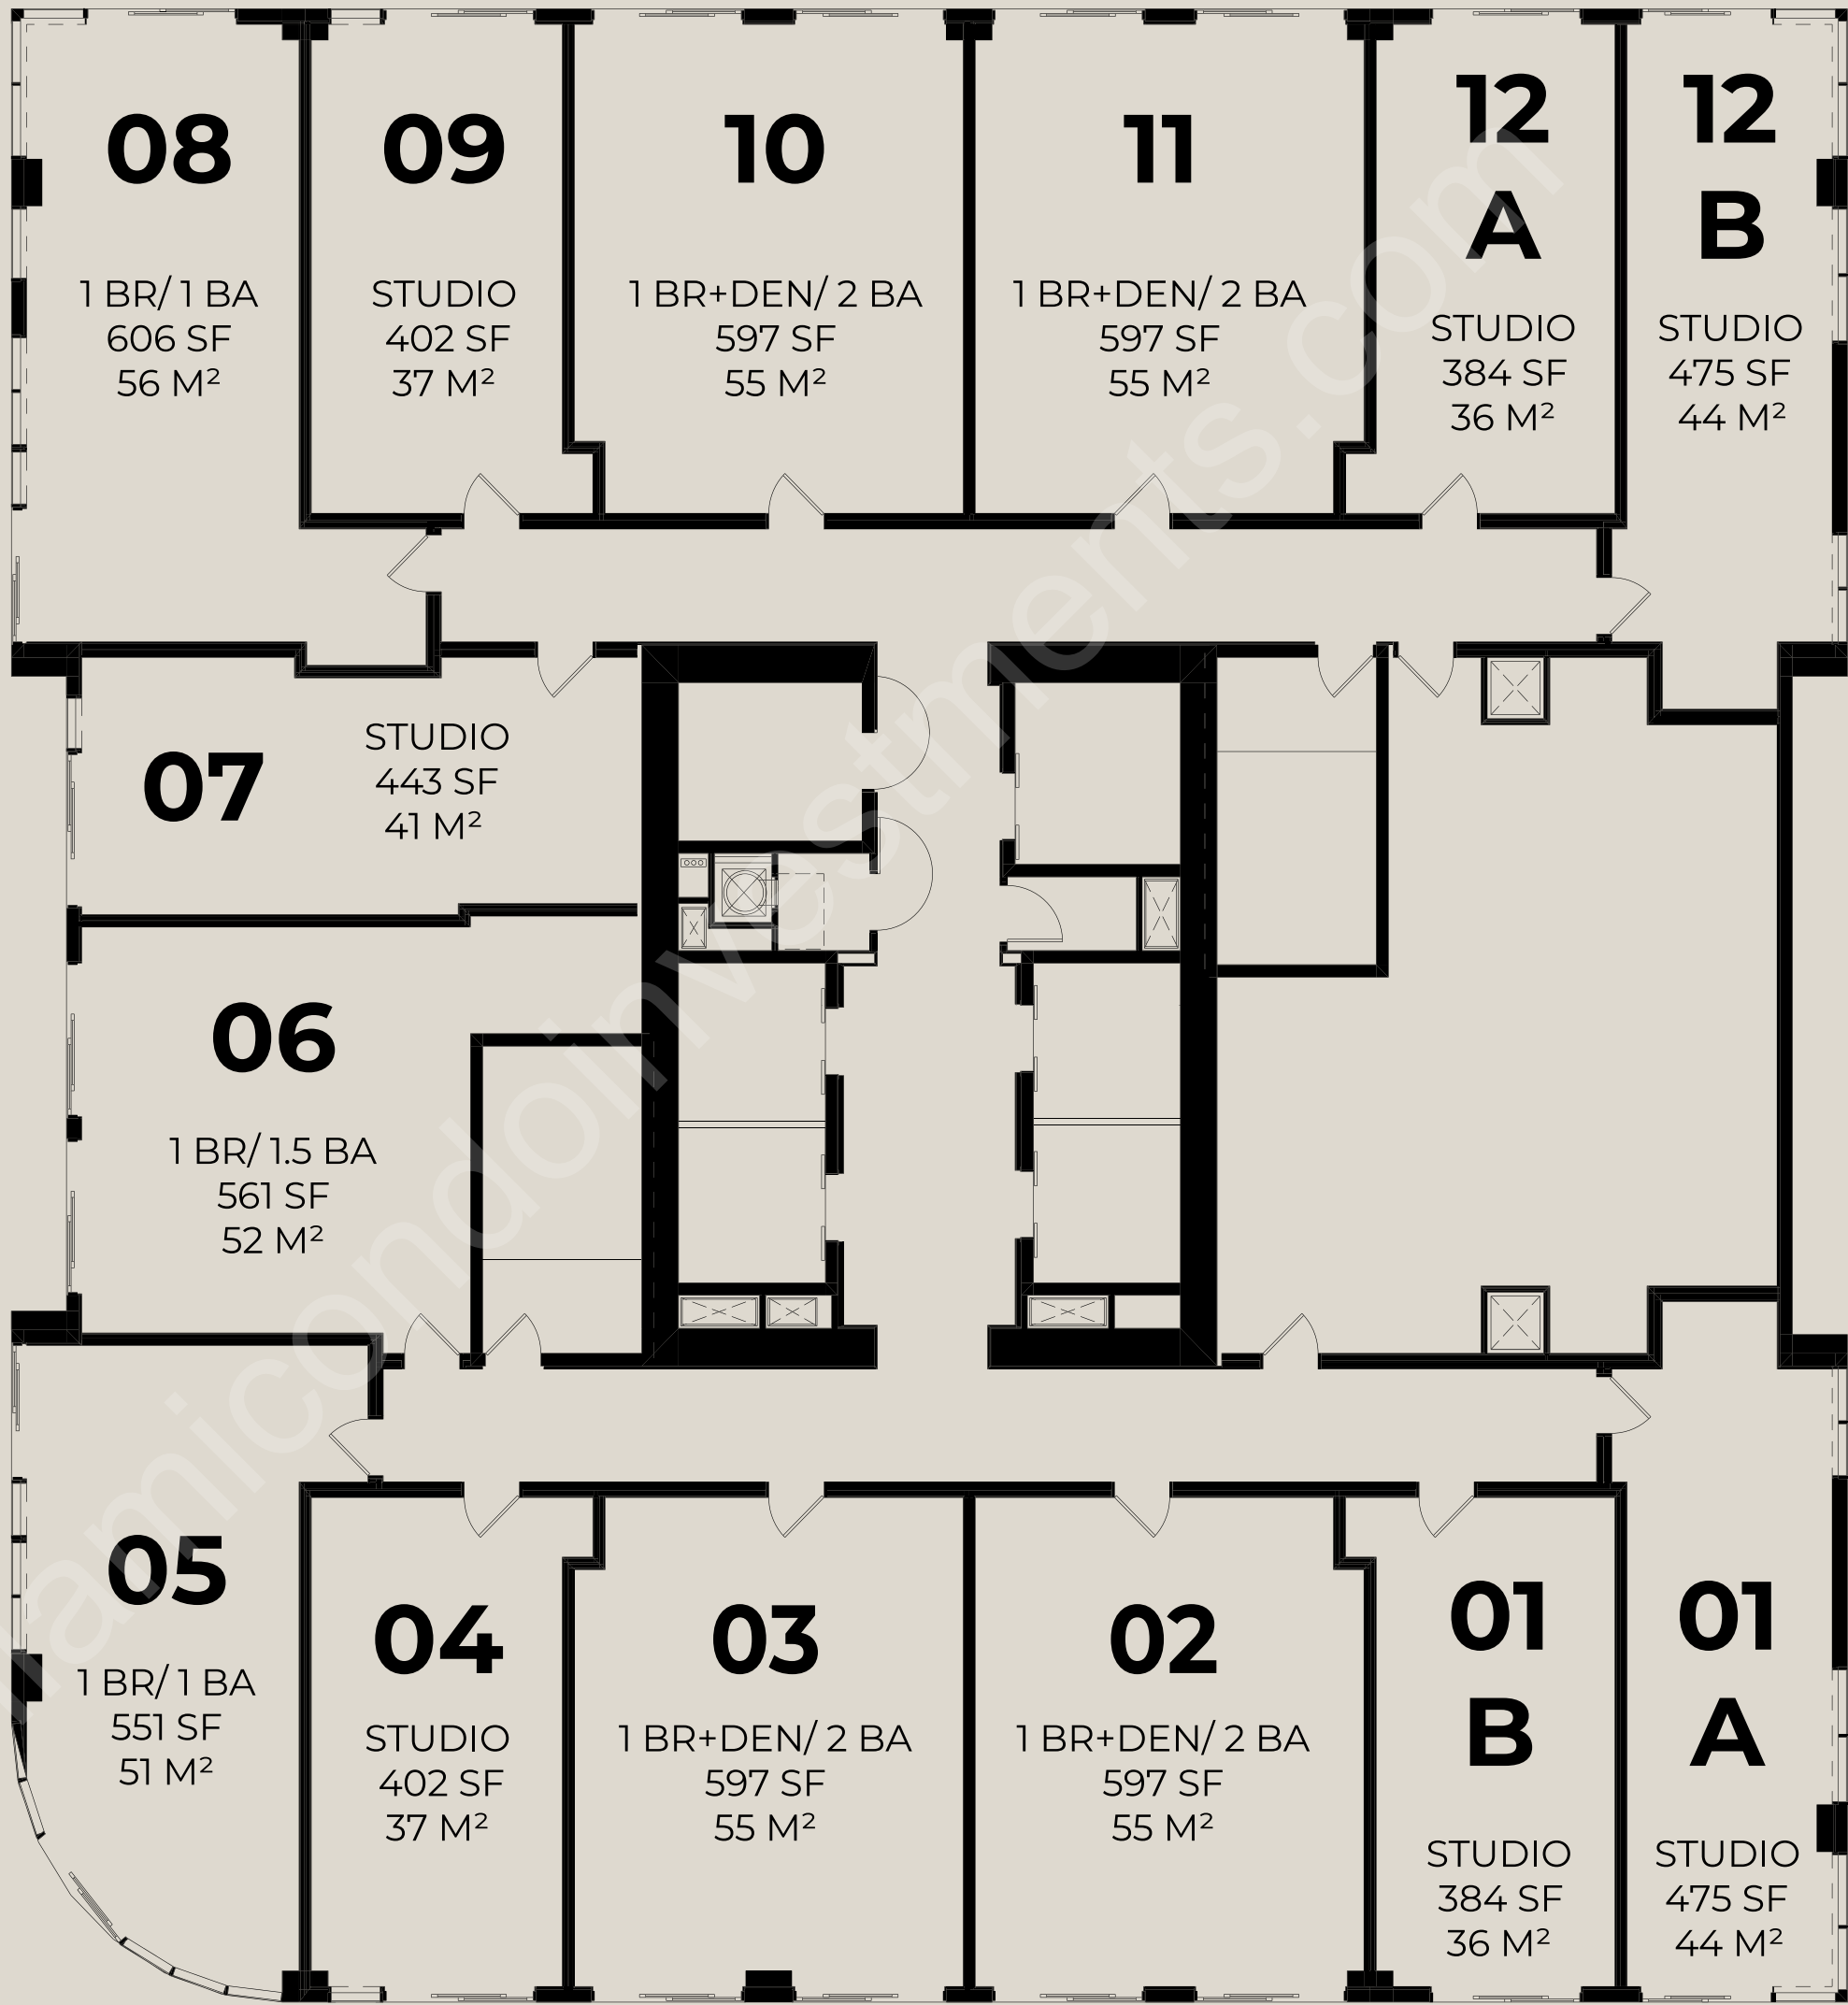 08
1 BR/ 1 BA
606 SF
56 M²
09
STUDIO
402 SF
37 M²
10
1 BR+DEN/ 2 BA
597 SF
55 M²
11
1 BR+DEN/ 2 BA
597 SF
55 M²
12
A
STUDIO
384 SF
36 M²
12
B
STUDIO
475 SF
44 M²
07
STUDIO
443 SF
41 M²
06
1 BR/ 1.5 BA
561 SF
52 M²
05
1 BR/ 1 BA
551 SF
51 M²
04
STUDIO
402 SF
37 M²
03
1 BR+DEN/ 2 BA
597 SF
55 M²
02
1 BR+DEN/ 2 BA
597 SF
55 M²
01
B
STUDIO
384 SF
36 M²
01
A
STUDIO
475 SF
44 M²
iamicondoinvestments.com